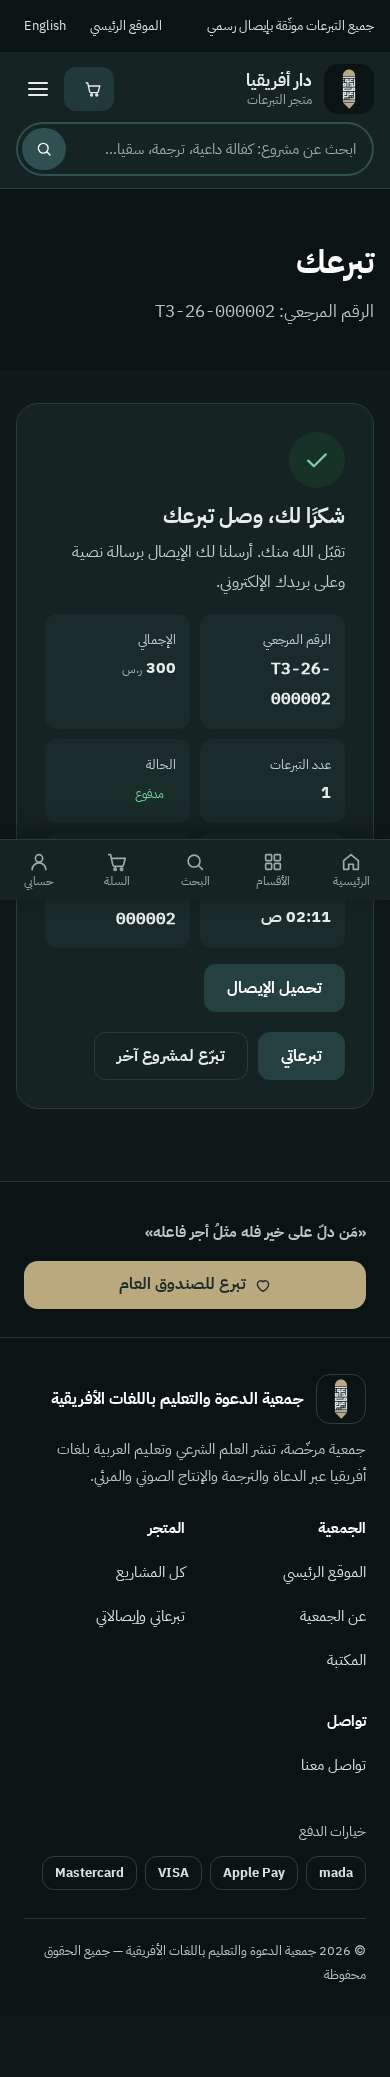 جميع التبرعات موثّقة بإيصال رسمي
الموقع الرئيسي
English
دار أفريقيا
متجر التبرعات
ابحث عن مشروع: كفالة داعية، ترجمة، سقيا...
تبرعك
الرقم المرجعي: T3-26-000002
شكرًا لك، وصل تبرعك
تقبّل الله منك. أرسلنا لك الإيصال برسالة نصية
وعلى بريدك الإلكتروني.
الرقم المرجعي
T3-26-
000002
الإجمالي
300 ر.س
عدد التبرعات
1
الحالة
مدفوع
الرئيسية
الأقسام
البحث
السلة
حسابي
02:11 ص
000002
تحميل الإيصال
تبرعاتي
تبرّع لمشروع آخر
«مَن دلّ على خير فله مثلُ أجر فاعله»
تبرع للصندوق العام
جمعية الدعوة والتعليم باللغات الأفريقية
جمعية مرخّصة، تنشر العلم الشرعي وتعليم العربية بلغات
أفريقيا عبر الدعاة والترجمة والإنتاج الصوتي والمرئي.
الجمعية
الموقع الرئيسي
عن الجمعية
المكتبة
المتجر
كل المشاريع
تبرعاتي وإيصالاتي
تواصل
تواصل معنا
خيارات الدفع
mada
Apple Pay
VISA
Mastercard
© 2026 جمعية الدعوة والتعليم باللغات الأفريقية — جميع الحقوق
محفوظة